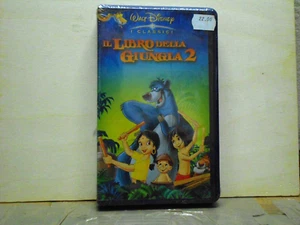 WALT DISNEY
I CLASSICI
IL LIBRO DELLA
GIUNGLA 2